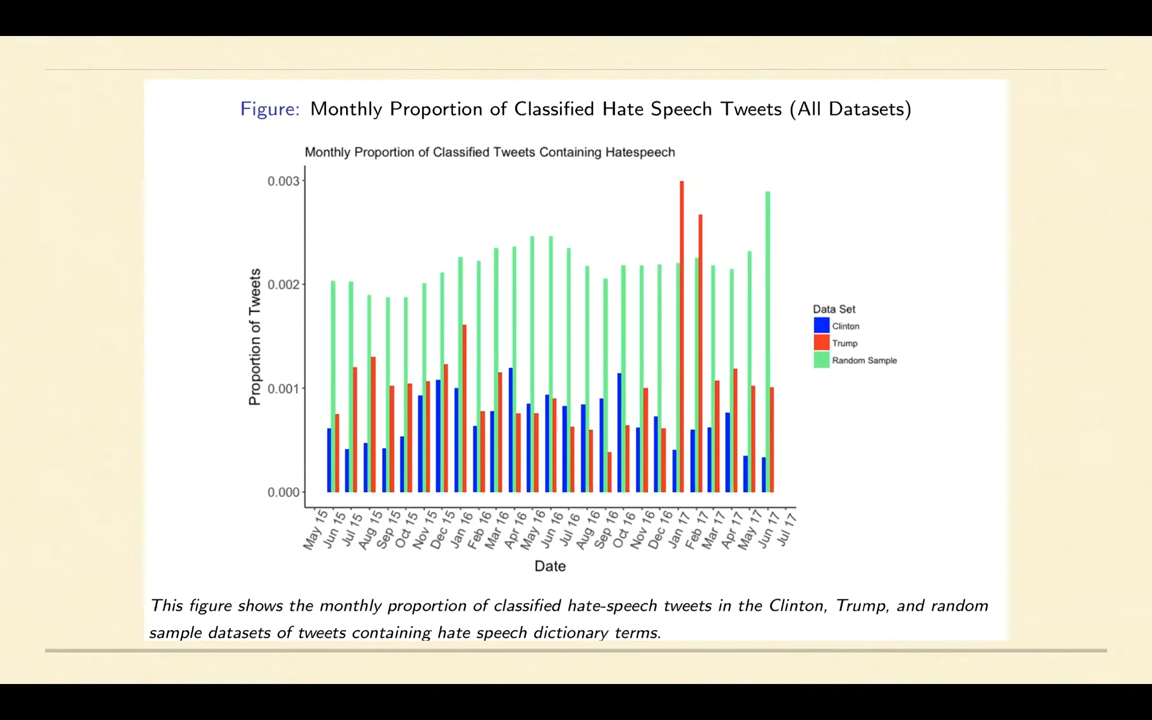 Figure: Monthly Proportion of Classified Hate Speech Tweets (All Datasets)
Monthly Proportion of Classified Tweets Containing Hatespeech
Proportion of Tweets
0.003
0.002
0.001
0.000
Data Set
Clinton
Trump
Random Sample
May 15
Jun 15
Jul 15
Aug 15
Sep 15
Oct 15
Nov 15
Dec 15
Jan 16
Feb 16
Mar 16
Apr 16
May 16
Jun 16
Jul 16
Aug 16
Sep 16
Oct 16
Nov 16
Dec 16
Jan 17
Feb 17
Mar 17
Apr 17
May 17
Jun 17
Jul 17
Date
This figure shows the monthly proportion of classified hate-speech tweets in the Clinton, Trump, and random
sample datasets of tweets containing hate speech dictionary terms.